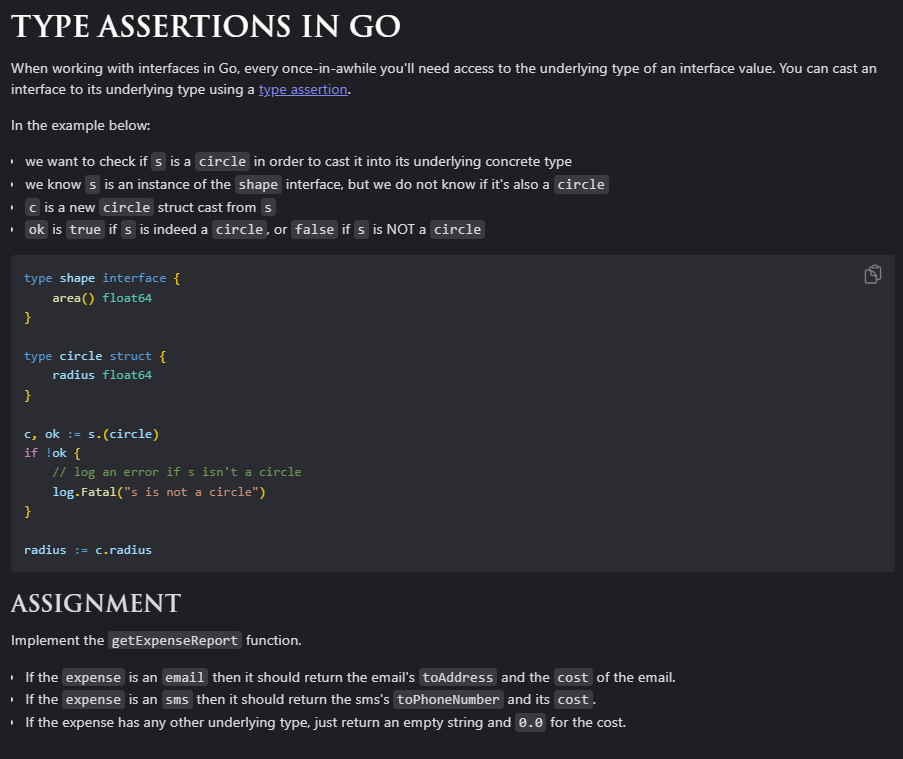 TYPE ASSERTIONS IN GO
When working with interfaces in Go, every once-in-awhile you'll need access to the underlying type of an interface value. You can cast an
interface to its underlying type using a type assertion.
In the example below:
we want to check if s is a circle in order to cast it into its underlying concrete type
we know s is an instance of the shape interface, but we do not know if it's also a circle
c is a new circle struct cast from s
ok is true if s is indeed a circle, or false if s is NOT a circle
type shape interface {
    area() float64
}
type circle struct {
    radius float64
}
c, ok := s.(circle)
if !ok {
    // log an error if s isn't a circle
    log.Fatal("s is not a circle")
}
radius := c.radius
ASSIGNMENT
Implement the getExpenseReport function.
If the expense is an email then it should return the email's toAddress and the cost of the email.
If the expense is an sms then it should return the sms's toPhoneNumber and its cost.
If the expense has any other underlying type, just return an empty string and 0.0 for the cost.